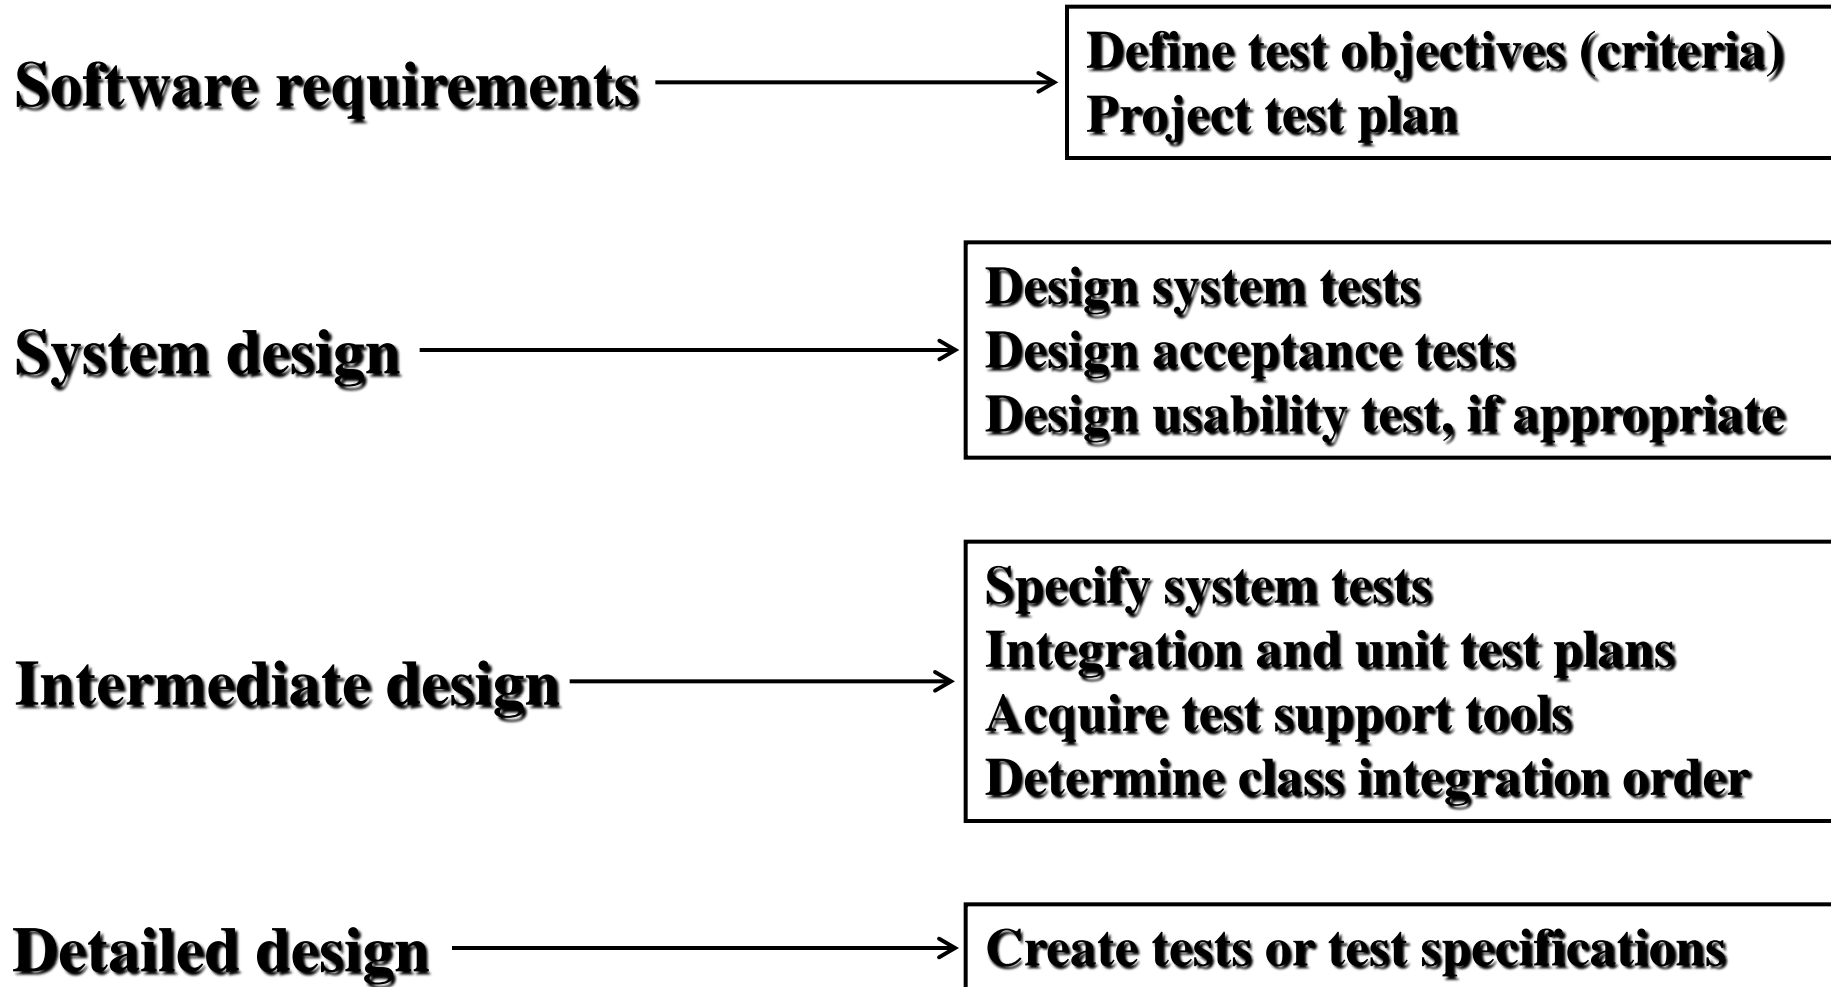 Software requirements
Define test objectives (criteria)
Project test plan
System design
Design system tests
Design acceptance tests
Design usability test, if appropriate
Intermediate design
Specify system tests
Integration and unit test plans
Acquire test support tools
Determine class integration order
Detailed design
Create tests or test specifications